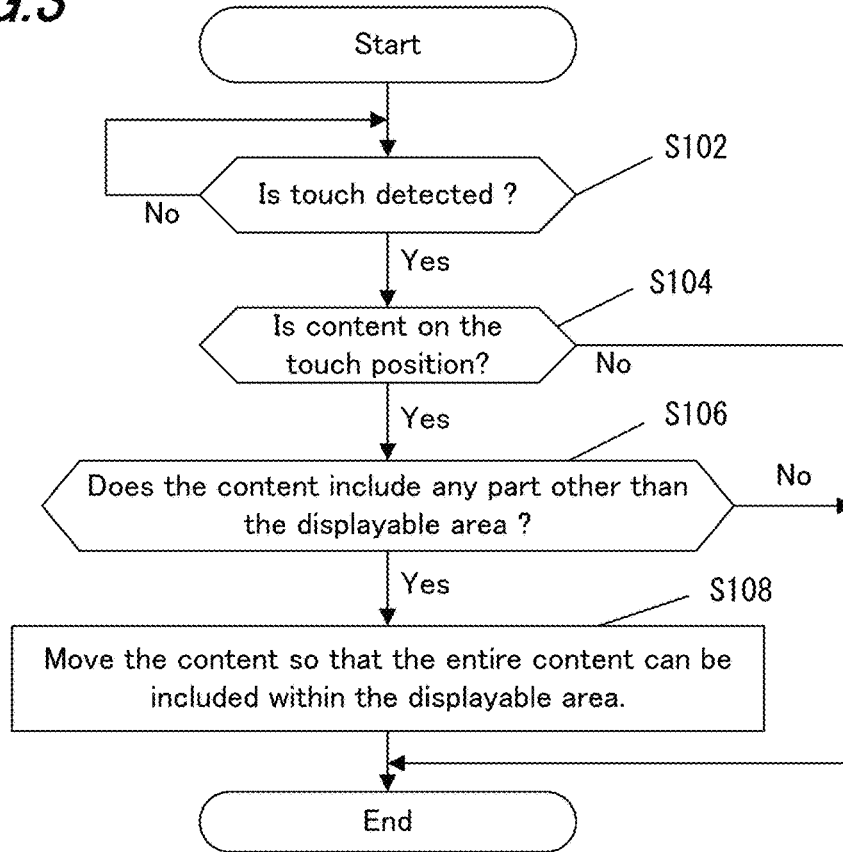 G.3
Start
S102
Is touch detected ?
No
Yes
S104
Is content on the
touch position?
No
Yes
S106
Does the content include any part other than
the displayable area ?
No
Yes
S108
Move the content so that the entire content can be
included within the displayable area.
End